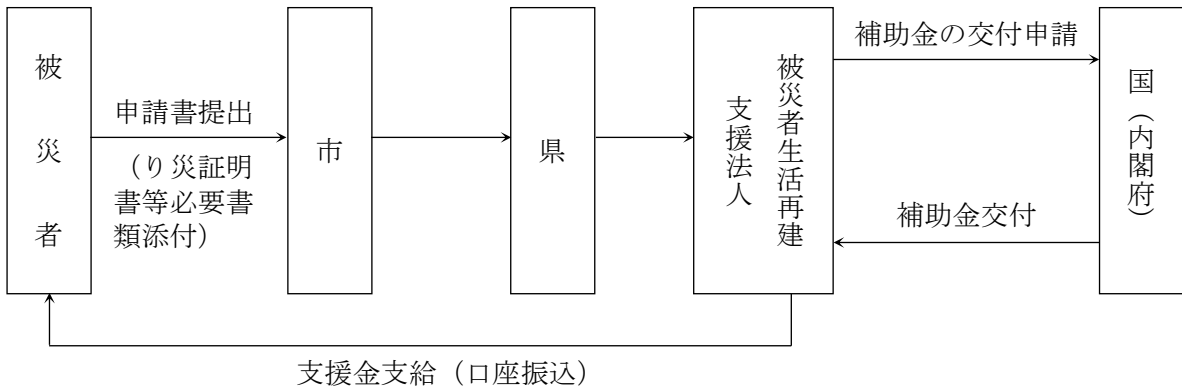 被災者
申請書提出
（り災証明
書等必要書
類添付）
市
県
被災者生活再建
支援法人
補助金の交付申請
補助金交付
国（内閣府）
支援金支給（口座振込）